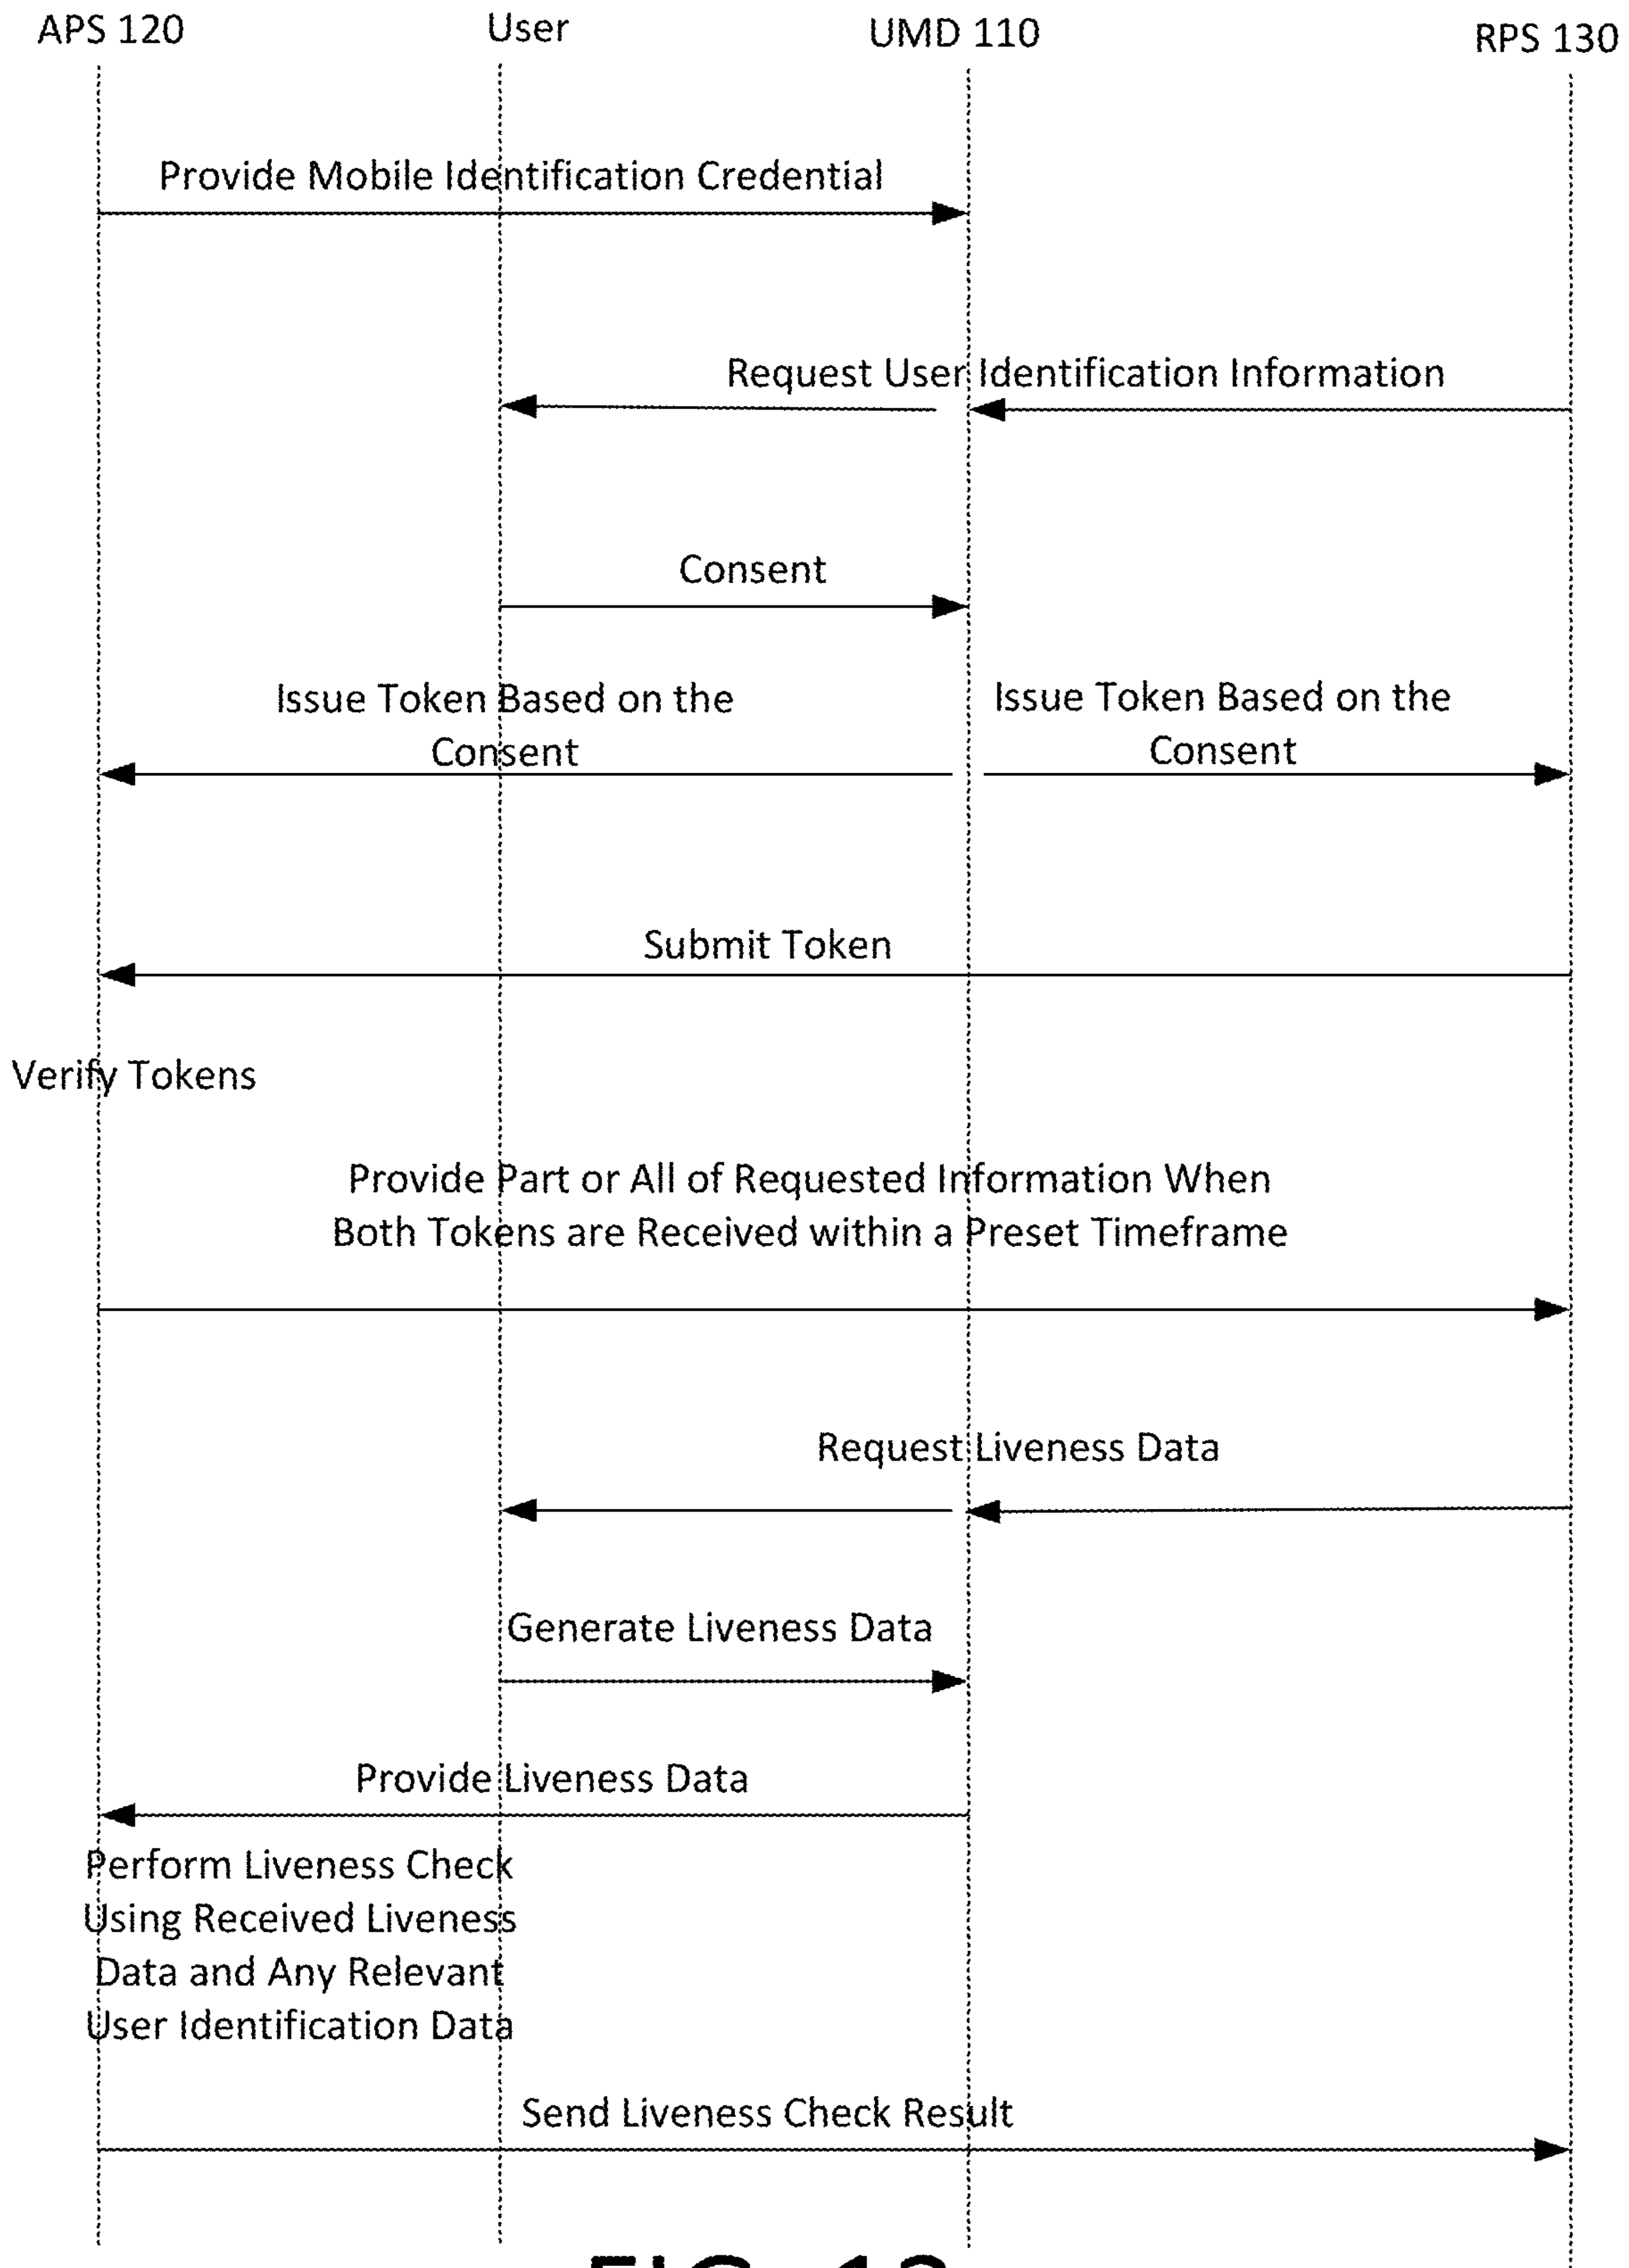 APS 120
User
UMD 110
RPS 130
Provide Mobile Identification Credential
Request User Identification Information
Consent
Issue Token Based on the
Consent
Issue Token Based on the
Consent
Submit Token
Verify Tokens
Provide Part or All of Requested Information When
Both Tokens are Received within a Preset Timeframe
Request Liveness Data
Generate Liveness Data
Provide Liveness Data
Perform Liveness Check
Using Received Liveness
Data and Any Relevant
User Identification Data
Send Liveness Check Result